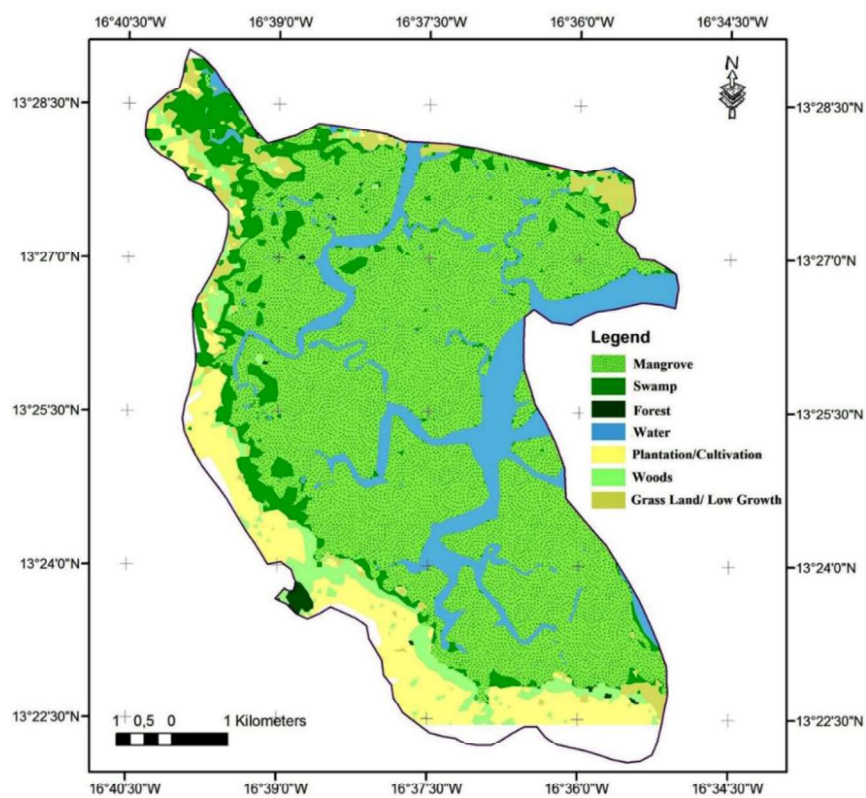 16°40'30"W 16°39'0"W 16°37'30"W 16°36'0"W 16°34'30"W
N
13°28'30"N 13°28'30"N
13°27'0"N 13°27'0"N
Legend
Mangrove
Swamp
Forest
13°25'30"N 13°25'30"N
Water
Plantation/Cultivation
Woods
Grass Land/ Low Growth
13°24'0"N 13°24'0"N
13°22'30"N 13°22'30"N
1 0,5 0 1 Kilometers
16°40'30"W 16°39'0"W 16°37'30"W 16°36'0"W 16°34'30"W